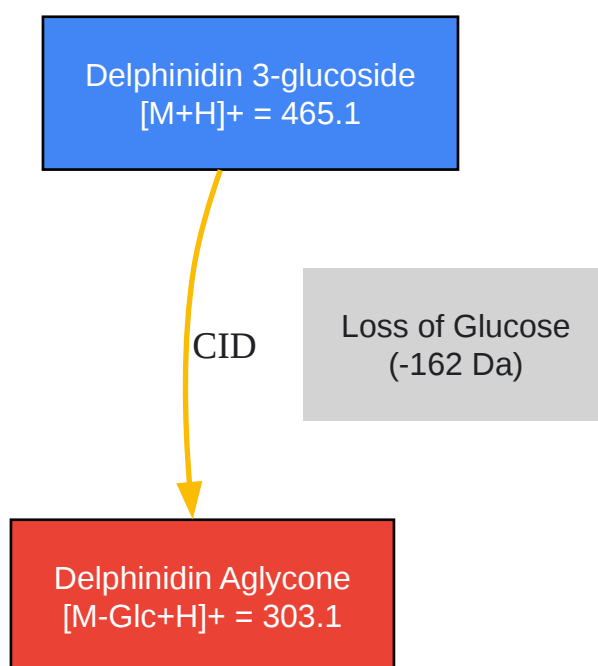 Delphinidin 3-glucoside
[M+H]+ = 465.1
Loss of Glucose
(-162 Da)
CID
Delphinidin Aglycone
[M-Glc+H]+ = 303.1